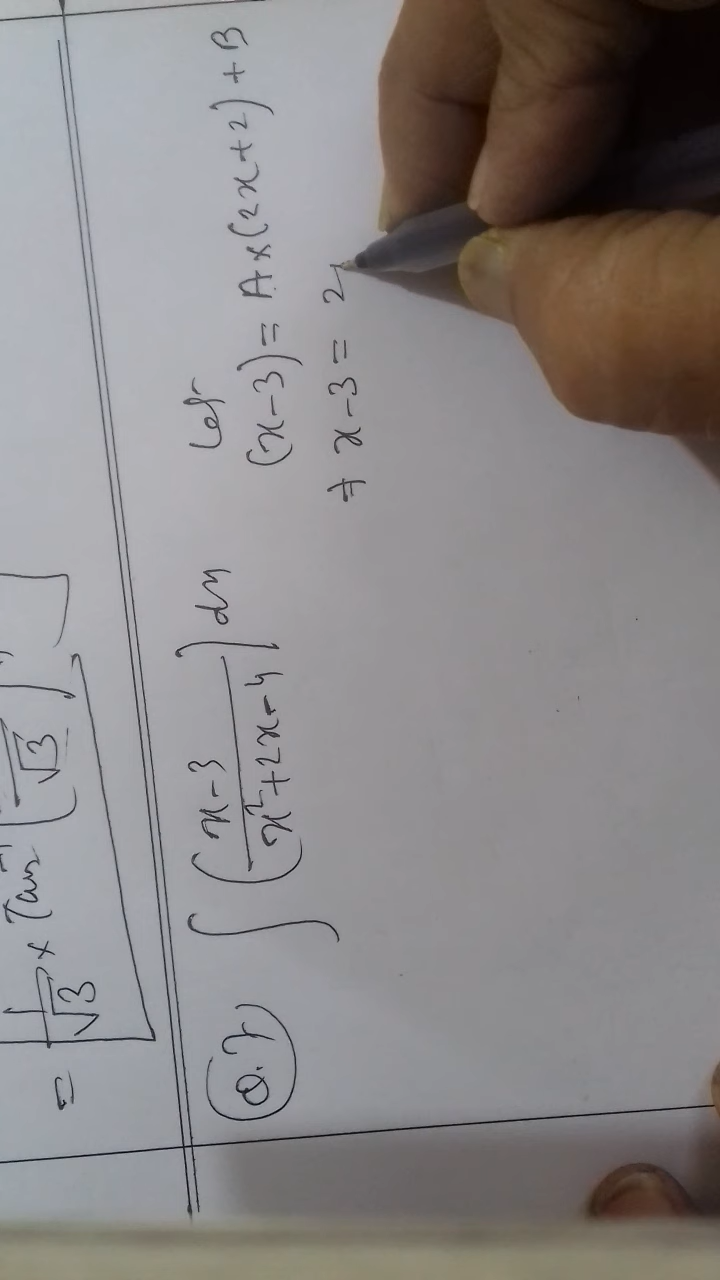 = 1/√3 × Tan⁻¹( /√3)
Q.7 ∫(x-3/x²+2x-4)dx Let
(x-3) = A×(2x+2)+B
⇒ x-3 = 2